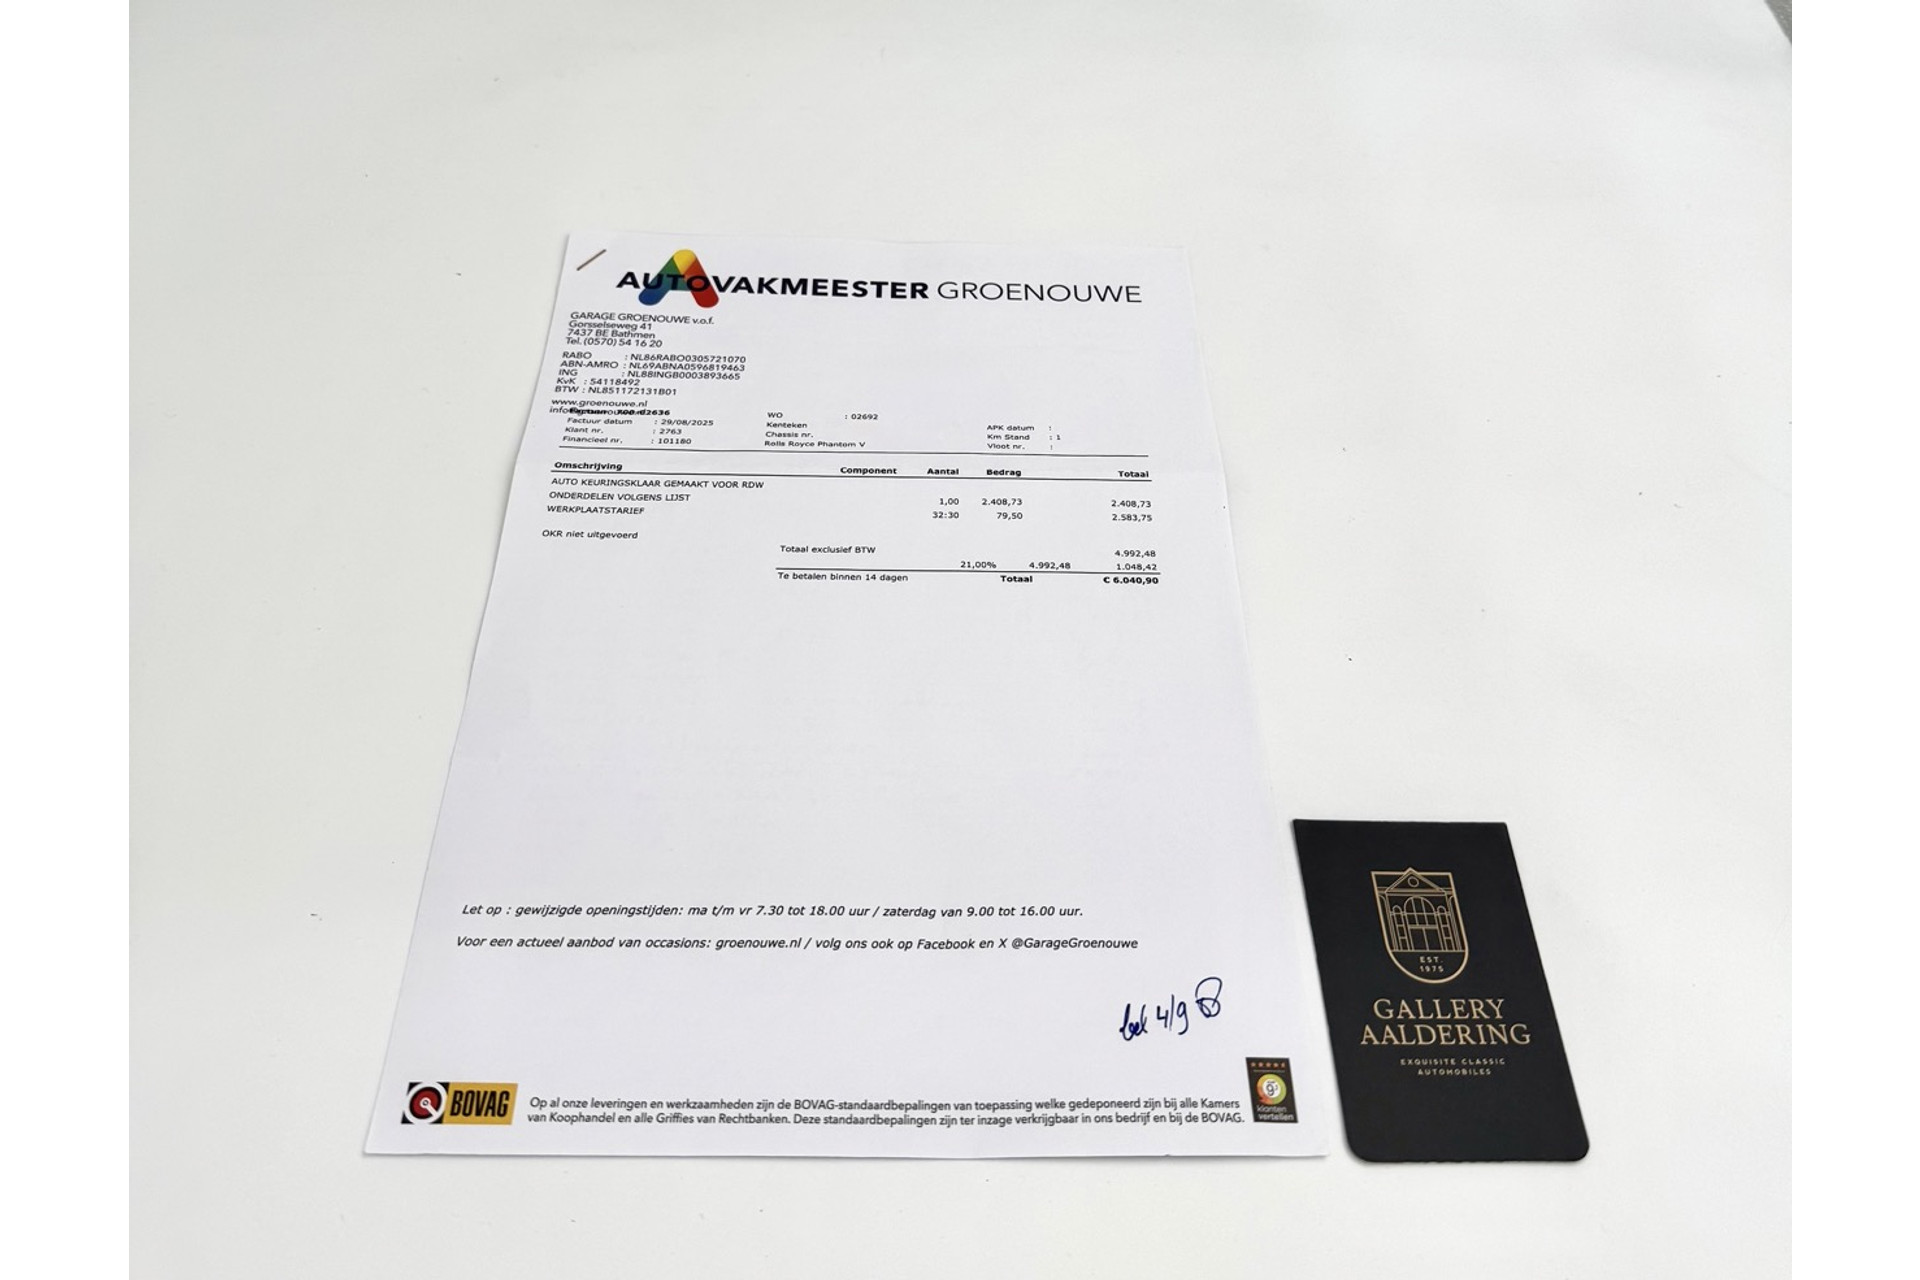 AUTOVAKMEESTER GROENOUWE
GARAGE GROENOUWE v.o.f.
Gorsselseweg 41
7437 BE Bathmen
Tel. (0570) 54 16 20
RABO : NL86RABO0305721070
ABN-AMRO : NL69ABNA0596819463
ING : NL88INGB0003893665
KvK : 54118492
BTW : NL851172131B01
www.groenouwe.nl
Factuur datum : 29/08/2025
Klant nr. : 2763
Financieel nr. : 101180
WO : 02692
Kenteken
Chassis nr.
Rolls Royce Phantom V
APK datum :
Km Stand : 1
Vloot nr. :
Omschrijving Component Aantal Bedrag Totaal
AUTO KEURINGSKLAAR GEMAAKT VOOR RDW
ONDERDELEN VOLGENS LIJST 1,00 2.408,73 2.408,73
WERKPLAATSTARIEF 32:30 79,50 2.583,75
OKR niet uitgevoerd
Totaal exclusief BTW 4.992,48
21,00% 4.992,48 1.048,42
Te betalen binnen 14 dagen Totaal € 6.040,90
Let op : gewijzigde openingstijden: ma t/m vr 7.30 tot 18.00 uur / zaterdag van 9.00 tot 16.00 uur.
Voor een actueel aanbod van occasions: groenouwe.nl / volg ons ook op Facebook en X @GarageGroenouwe
4/9
BOVAG
Op al onze leveringen en werkzaamheden zijn de BOVAG-standaardbepalingen van toepassing welke gedeponeerd zijn bij alle Kamers
van Koophandel en alle Griffies van Rechtbanken. Deze standaardbepalingen zijn ter inzage verkrijgbaar in ons bedrijf en bij de BOVAG.
klanten
vertellen
EST.
1975
GALLERY
AALDERING
EXQUISITE CLASSIC
AUTOMOBILES